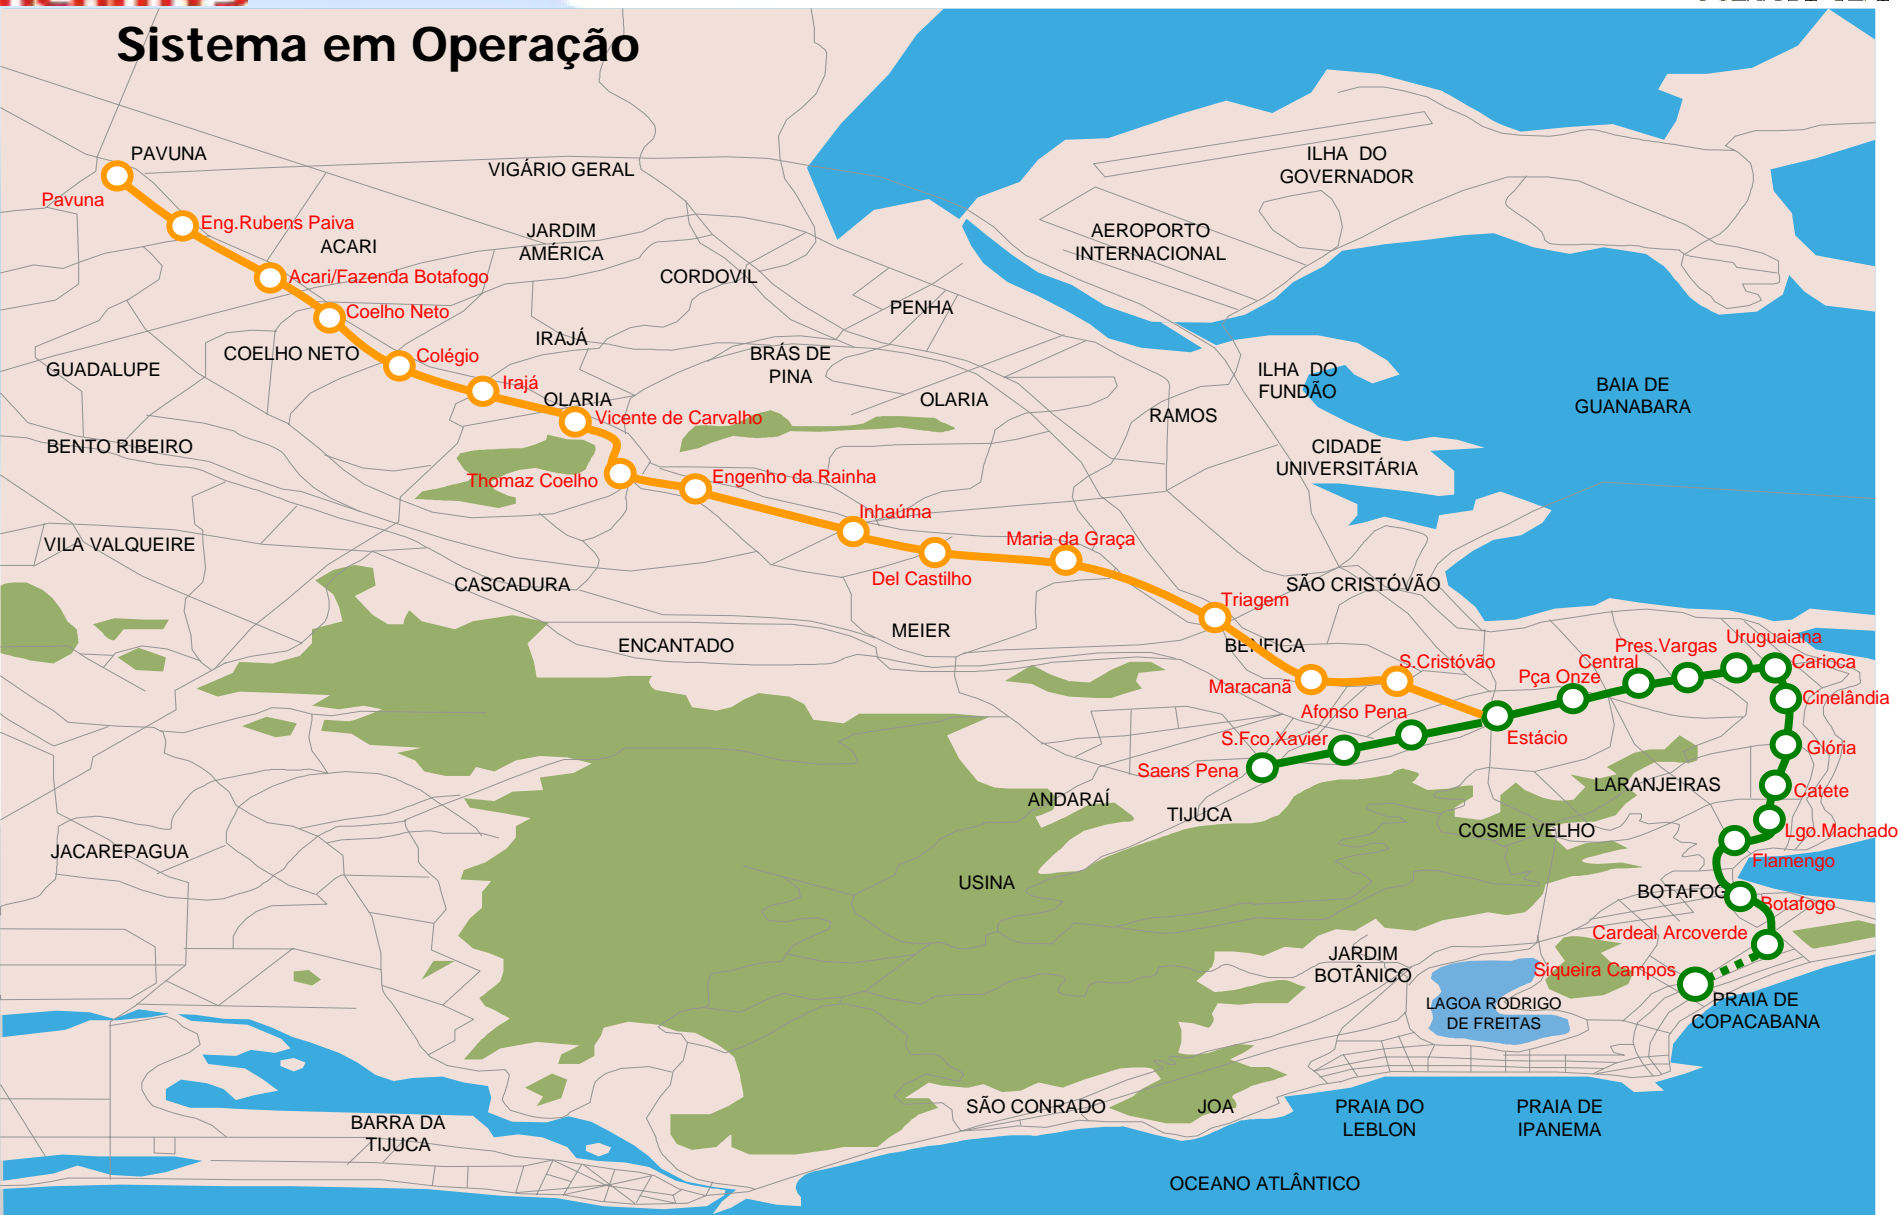 Sistema em Operação
PAVUNA
Pavuna
VIGÁRIO GERAL
ILHA DO
GOVERNADOR
Eng.Rubens Paiva
ACARI
JARDIM
AMÉRICA
AEROPORTO
INTERNACIONAL
Acari/Fazenda Botafogo
CORDOVIL
Coelho Neto
PENHA
COELHO NETO
Colégio
IRAJÁ
BRÁS DE
PINA
GUADALUPE
ILHA DO
FUNDÃO
BAIA DE
GUANABARA
Irajá
OLARIA
Vicente de Carvalho
OLARIA
RAMOS
BENTO RIBEIRO
CIDADE
UNIVERSITÁRIA
Thomaz Coelho
Engenho da Rainha
Inhaúma
VILA VALQUEIRE
Maria da Graça
Del Castilho
CASCADURA
SÃO CRISTÓVÃO
Triagem
MEIER
ENCANTADO
BENFICA
Uruguaiana
Pres.Vargas
Central
Carioca
S.Cristóvão
Pça Onze
Maracanã
Cinelândia
Afonso Pena
S.Fco.Xavier
Estácio
Glória
Saens Pena
LARANJEIRAS
Catete
ANDARAÍ
TIJUCA
COSME VELHO
Lgo.Machado
JACAREPAGUA
Flamengo
USINA
BOTAFOG
Botafogo
Cardeal Arcoverde
JARDIM
BOTÂNICO
Siqueira Campos
LAGOA RODRIGO
DE FREITAS
PRAIA DE
COPACABANA
SÃO CONRADO
JOA
PRAIA DO
LEBLON
PRAIA DE
IPANEMA
BARRA DA
TIJUCA
OCEANO ATLÂNTICO